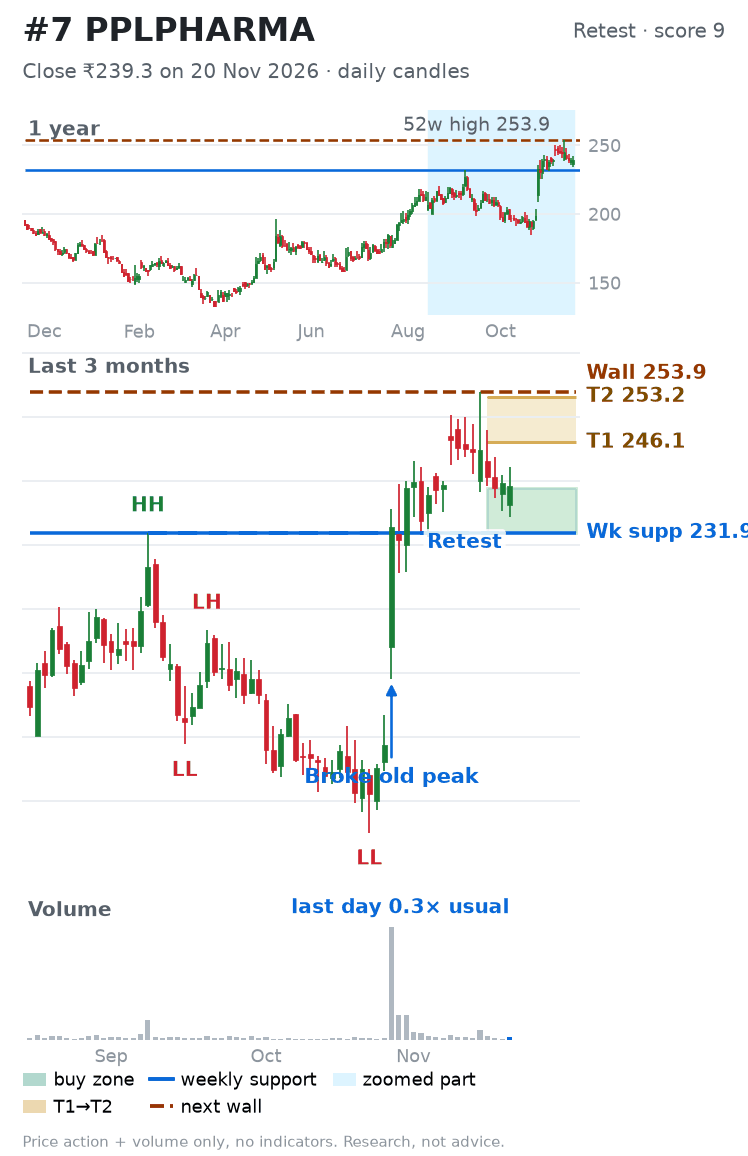 #7 PPLPHARMA
Retest · score 9
Close ₹239.3 on 20 Nov 2026 · daily candles
1 year
52w high 253.9
250
200
150
Dec Feb Apr Jun Aug Oct
Last 3 months
Wall 253.9
T2 253.2
T1 246.1
HH
Wk supp 231.9
Retest
LH
LL
Broke old peak
LL
Volume
last day 0.3× usual
Sep Oct Nov
buy zone weekly support zoomed part
T1→T2 next wall
Price action + volume only, no indicators. Research, not advice.